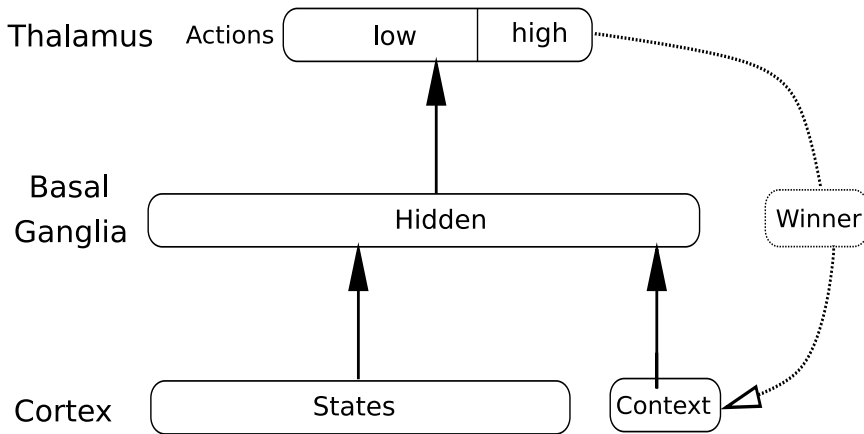 Thalamus
Actions
low
high
Basal
Ganglia
Hidden
Winner
Cortex
States
Context